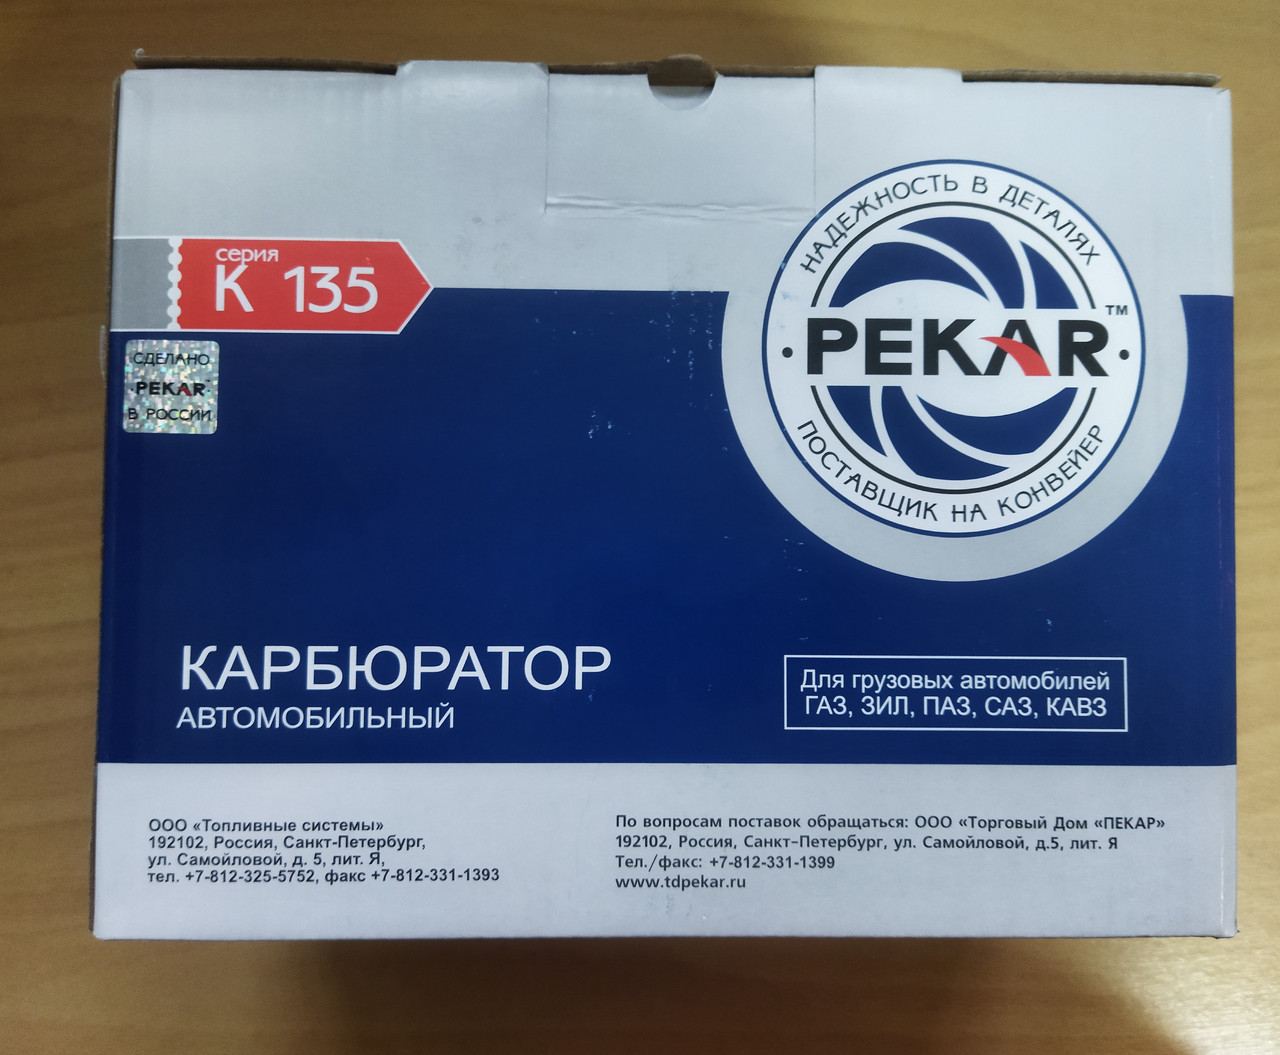 серия
К 135
СДЕЛАНО
·PEKAR·
В РОССИИ
НАДЕЖНОСТЬ В ДЕТАЛЯХ
· PEKAR ™ ·
ПОСТАВЩИК НА КОНВЕЙЕР
КАРБЮРАТОР
АВТОМОБИЛЬНЫЙ
Для грузовых автомобилей
ГАЗ, ЗИЛ, ПАЗ, САЗ, КАВЗ
ООО «Топливные системы»
192102, Россия, Санкт-Петербург,
ул. Самойловой, д. 5, лит. Я,
тел. +7-812-325-5752, факс +7-812-331-1393
По вопросам поставок обращаться: ООО «Торговый Дом «ПЕКАР»
192102, Россия, Санкт-Петербург, ул. Самойловой, д.5, лит. Я
Тел./факс: +7-812-331-1399
www.tdpekar.ru